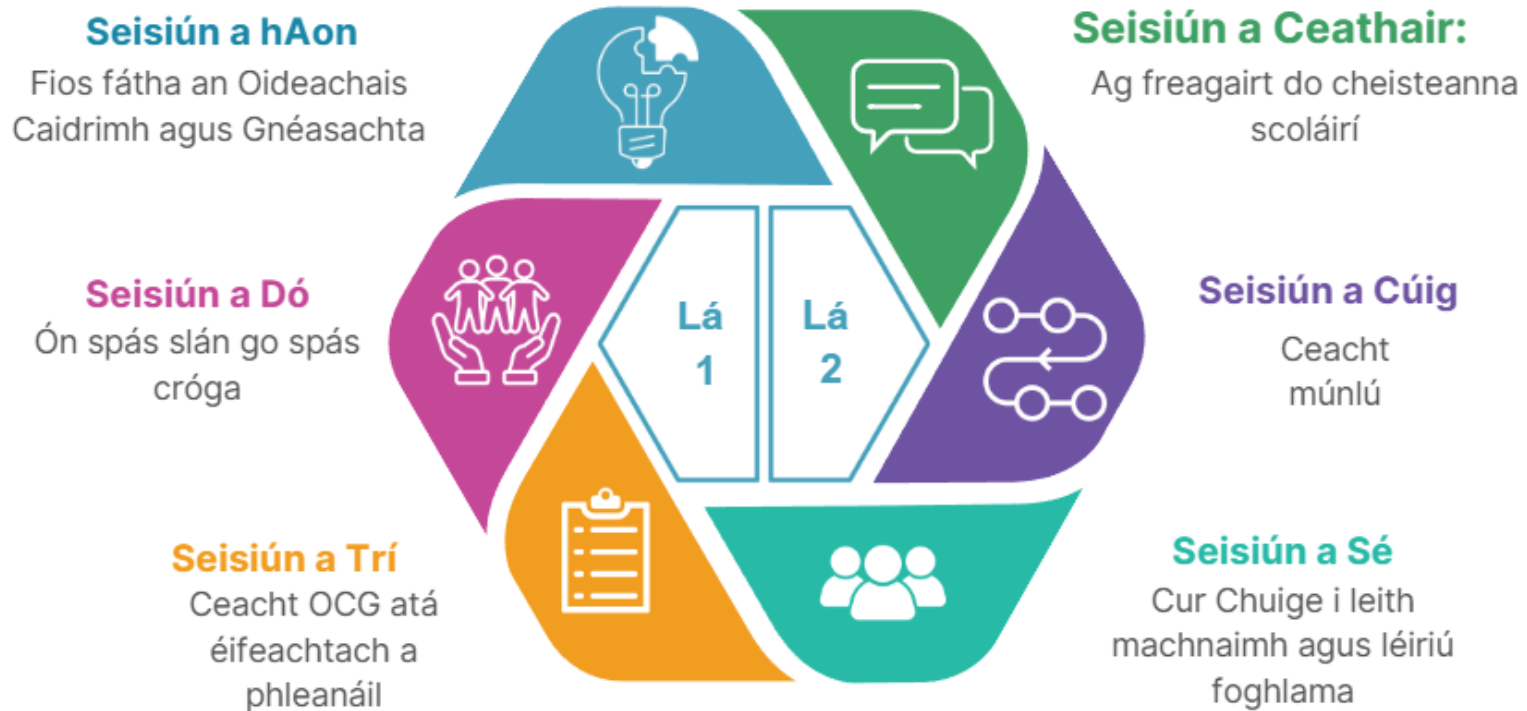 Seisiún a hAon
Fios fátha an Oideachais
Caidrimh agus Gnéasachta
Seisiún a Dó
Ón spás slán go spás
cróga
Seisiún a Trí
Ceacht OCG atá
éifeachtach a
phleanáil
Lá
1
Lá
2
Seisiún a Ceathair:
Ag freagairt do cheisteanna
scoláirí
Seisiún a Cúig
Ceacht
múnlú
Seisiún a Sé
Cur Chuige i leith
machnaimh agus léiriú
foghlama